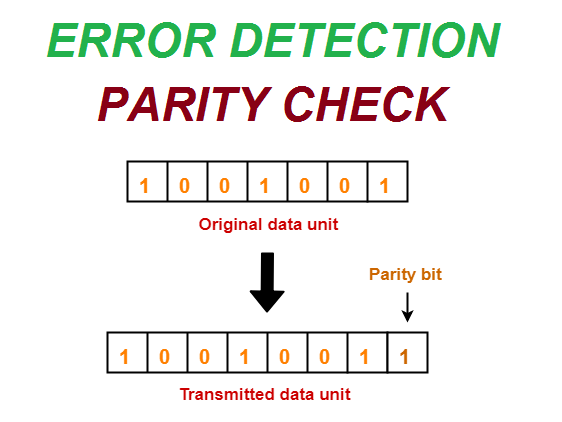 ERROR DETECTION
PARITY CHECK
1 0 0 1 0 0 1
Original data unit
Parity bit
1 0 0 1 0 0 1 1
Transmitted data unit